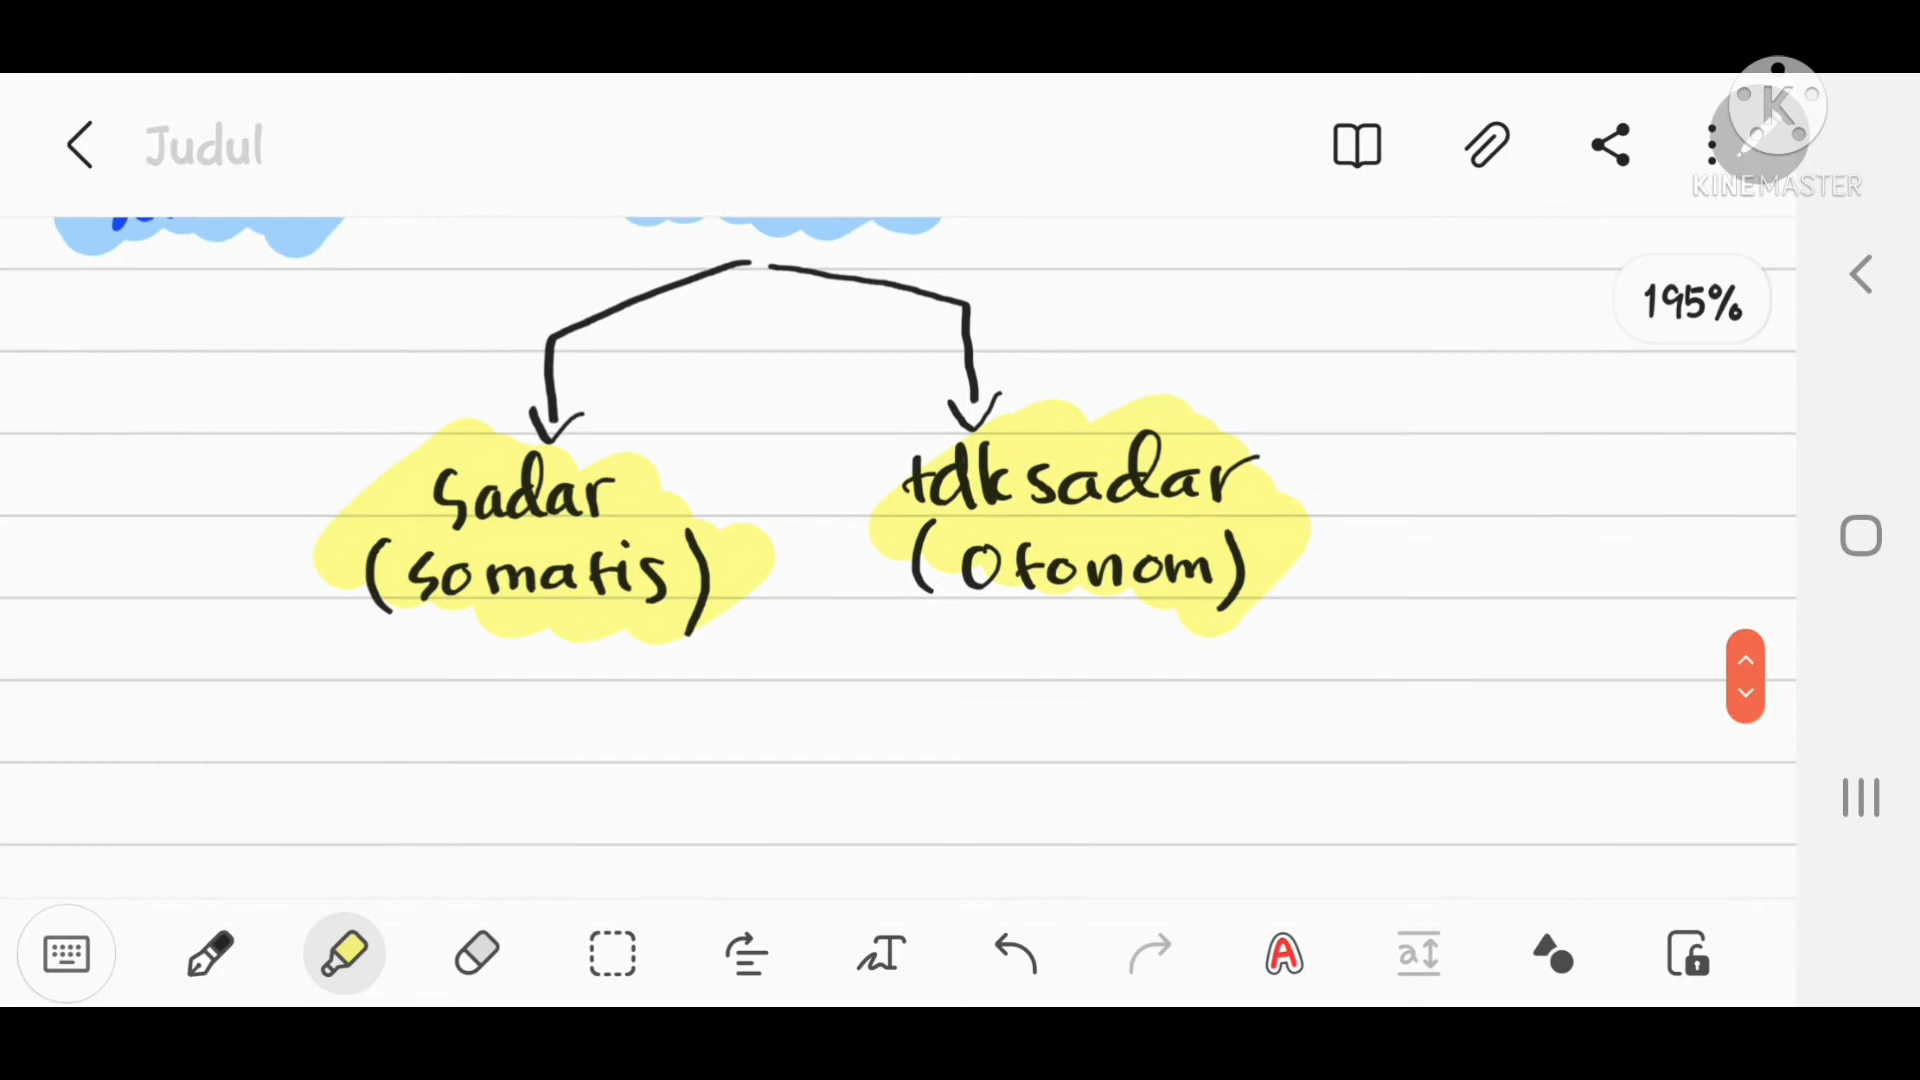 Judul
KINEMASTER
195%
sadar
(somatis)
tdk sadar
(otonom)